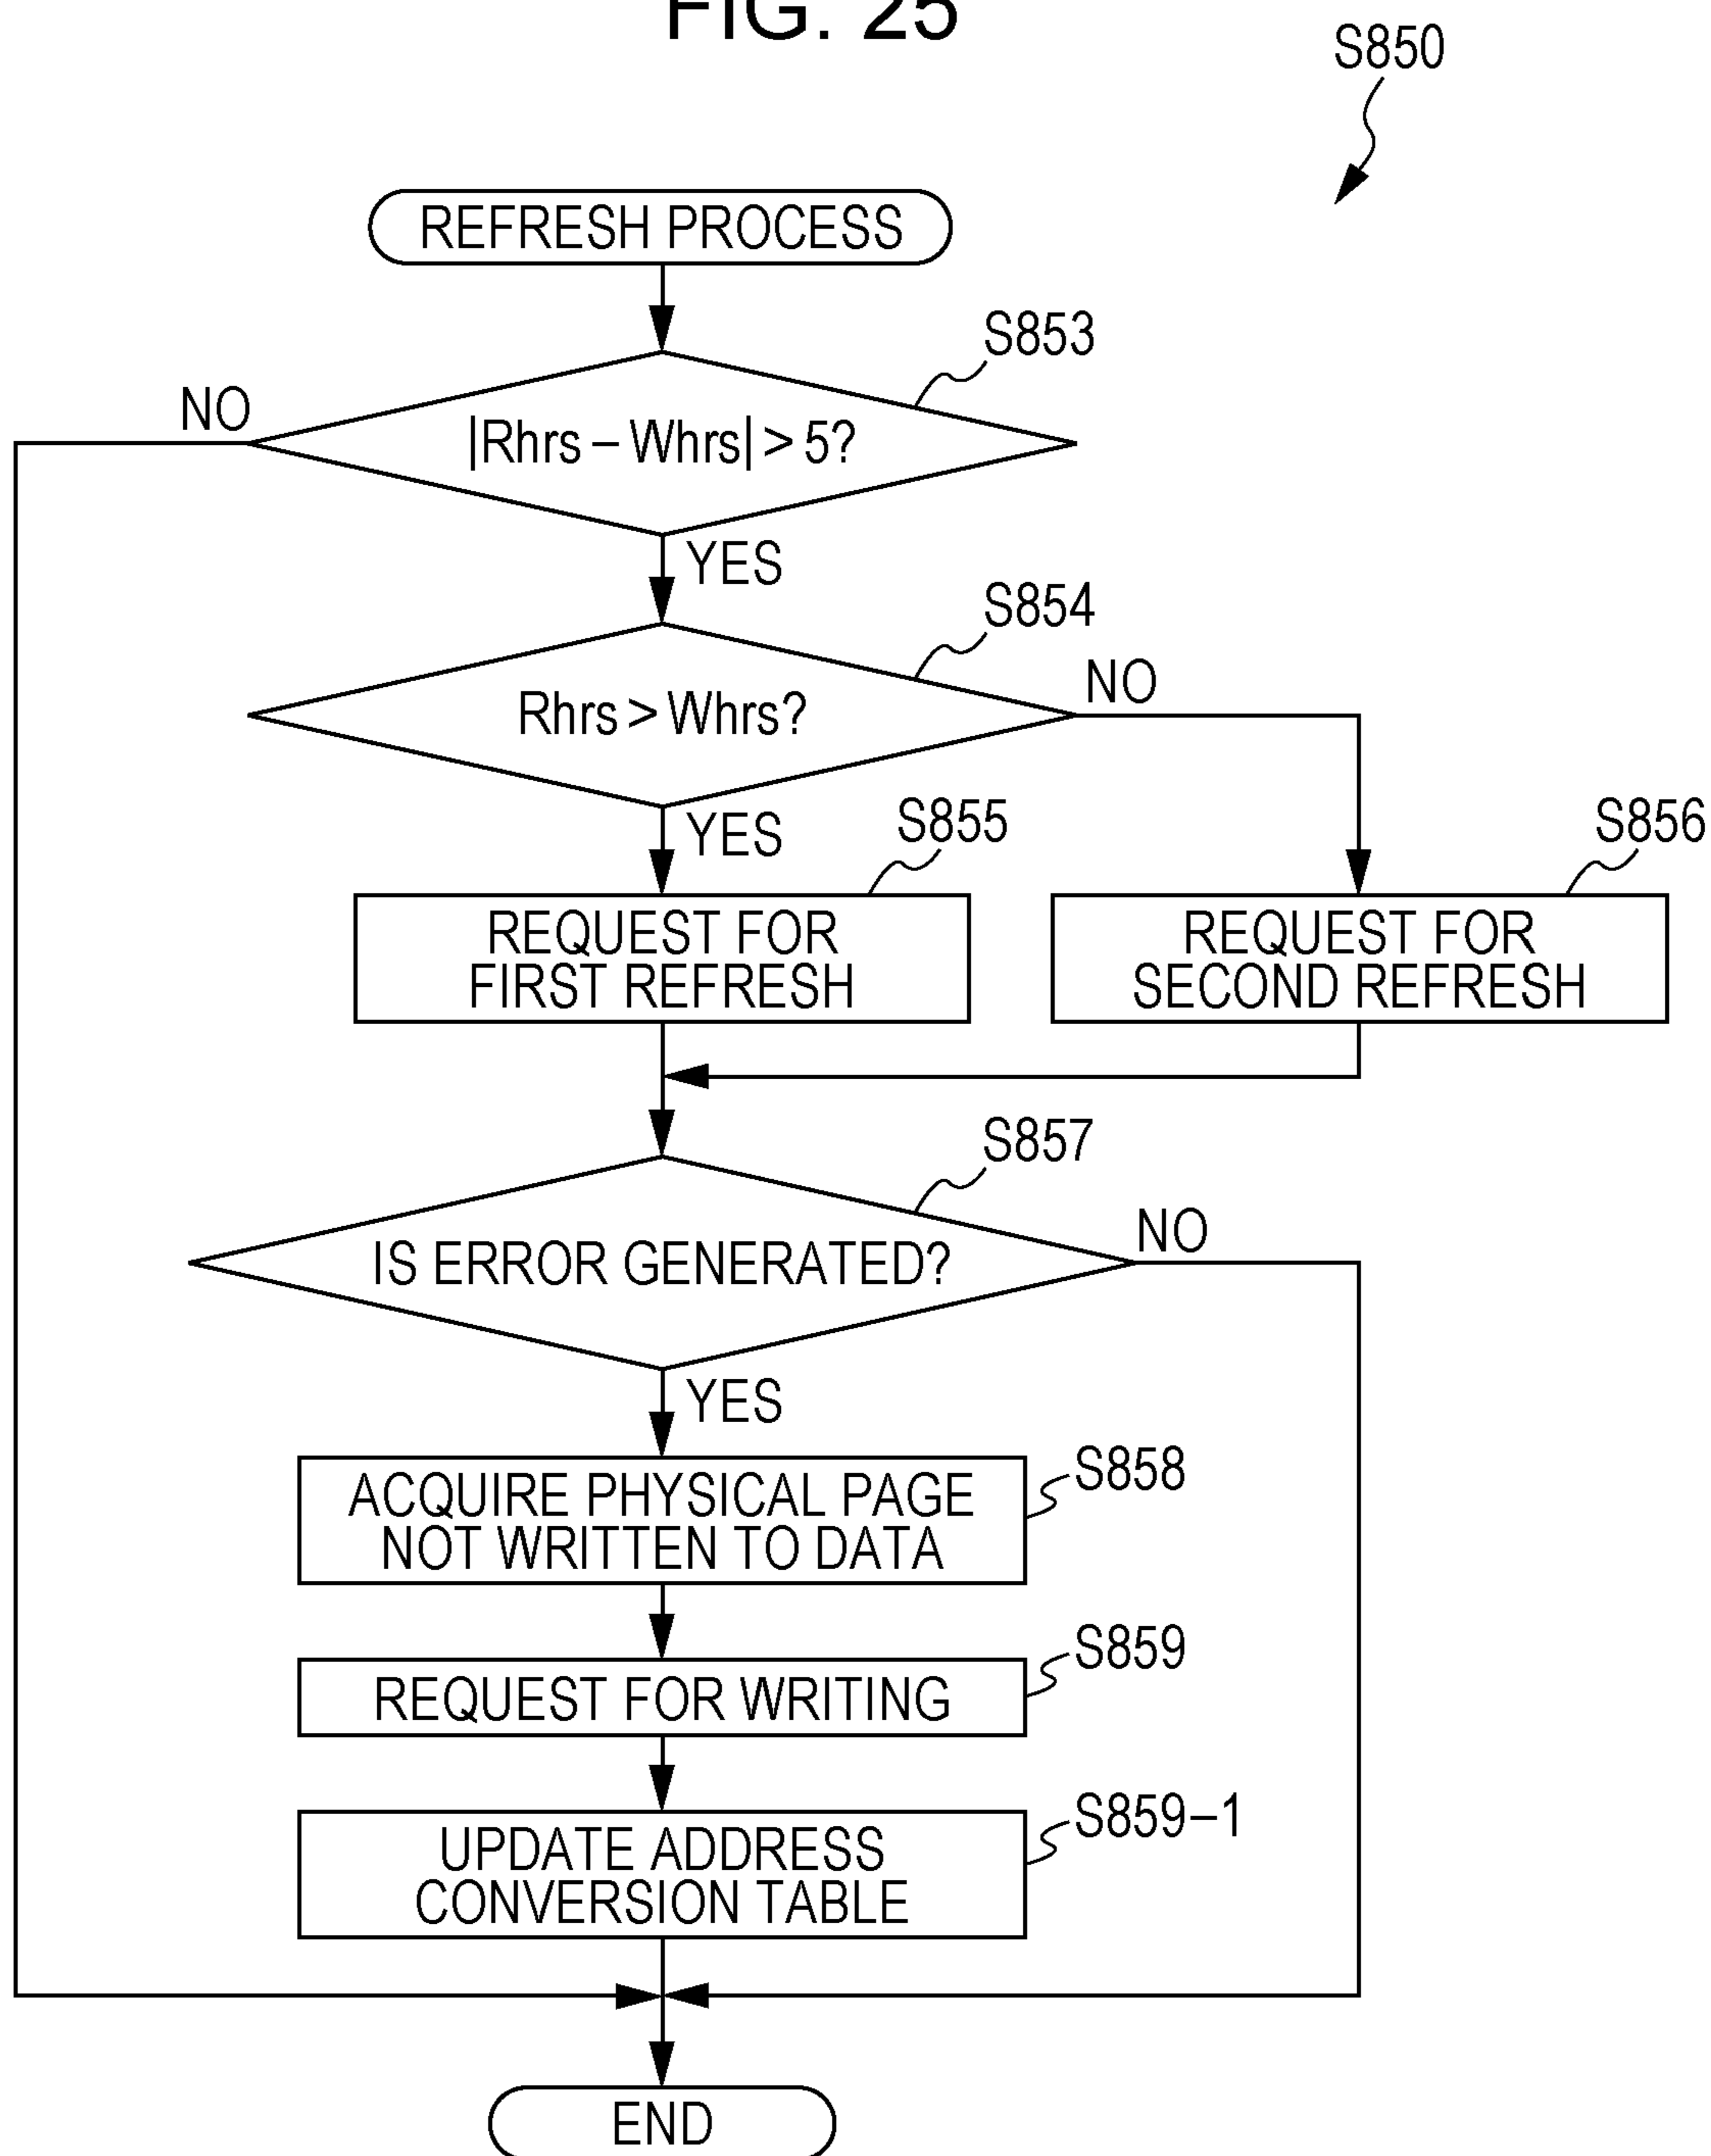 FIG. 25
S850
REFRESH PROCESS
S853
NO
|Rhrs – Whrs| > 5?
YES
S854
NO
Rhrs > Whrs?
YES
S855
S856
REQUEST FOR
FIRST REFRESH
REQUEST FOR
SECOND REFRESH
S857
NO
IS ERROR GENERATED?
YES
S858
ACQUIRE PHYSICAL PAGE
NOT WRITTEN TO DATA
S859
REQUEST FOR WRITING
S859–1
UPDATE ADDRESS
CONVERSION TABLE
END